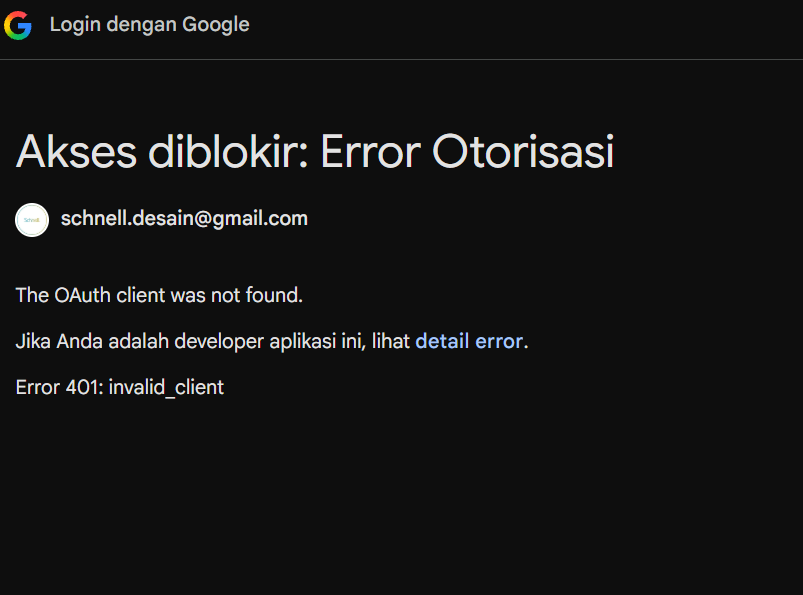 Login dengan Google
Akses diblokir: Error Otorisasi
Schnell
schnell.desain@gmail.com
The OAuth client was not found.
Jika Anda adalah developer aplikasi ini, lihat detail error.
Error 401: invalid_client